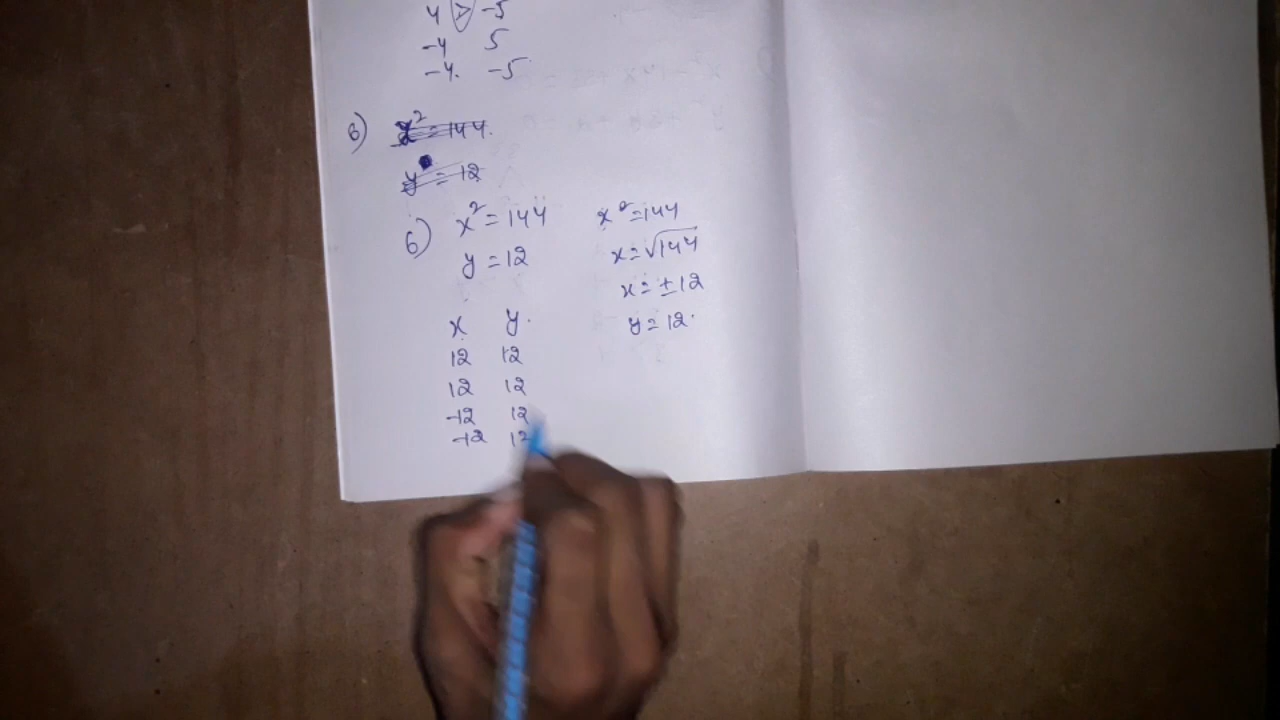 4 > -5
-4 5
-4. -5
6) x² = 144.
y = 12
6) x² = 144
y = 12
x y.
12 12
12 12
-12 12
-12 12
x² = 144
x = √144
x = ±12
y = 12.